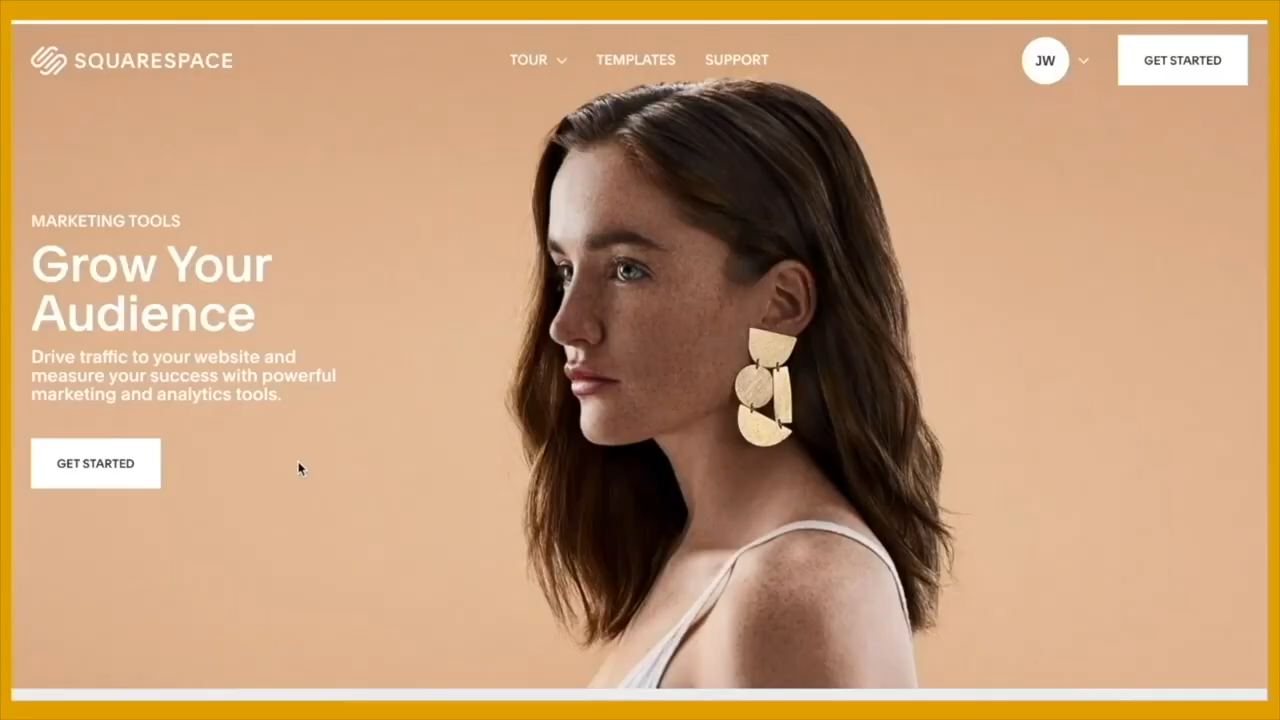 SQUARESPACE
TOUR
TEMPLATES
SUPPORT
JW
GET STARTED
MARKETING TOOLS
Grow Your
Audience
Drive traffic to your website and
measure your success with powerful
marketing and analytics tools.
GET STARTED